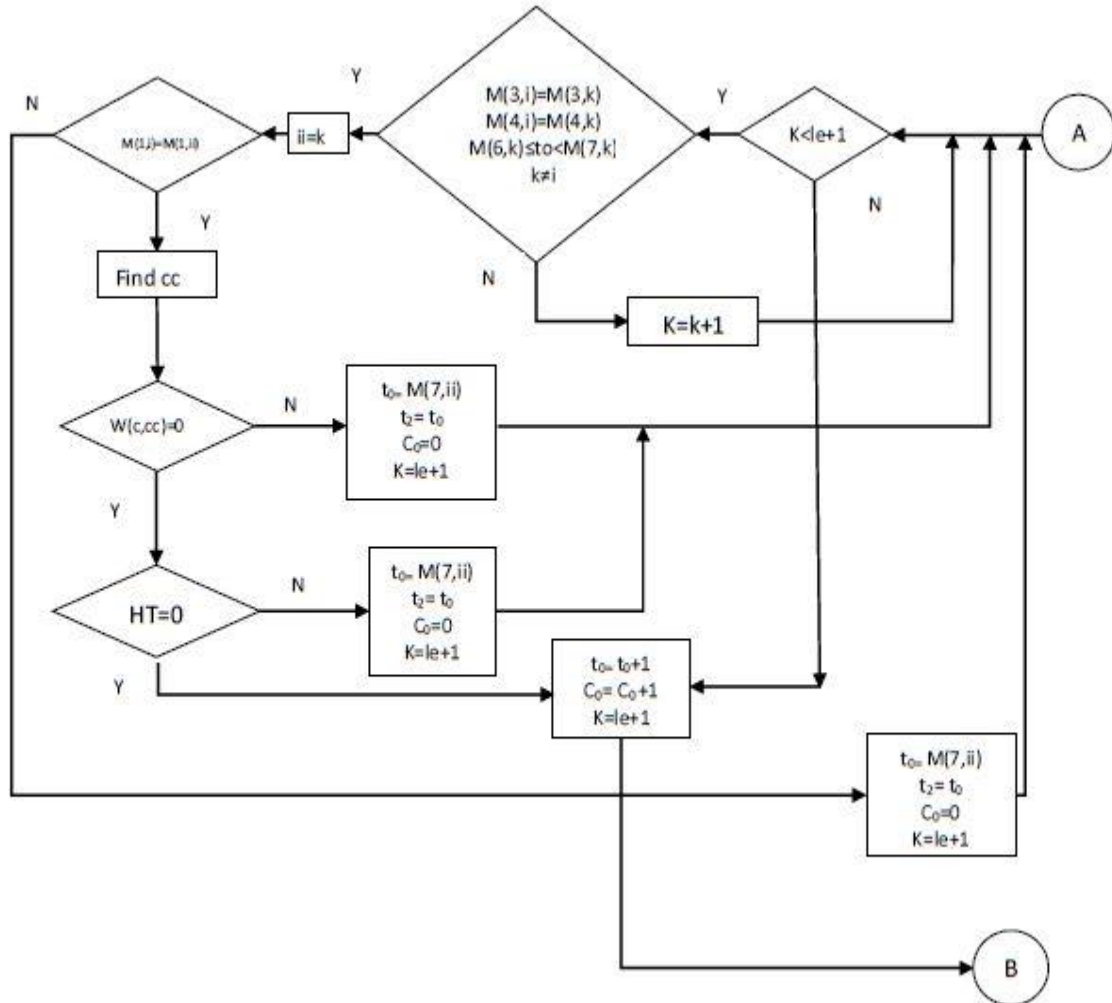 N
Y
Y
M(1,i)=M(1,ii)
ii=k
M(3,i)=M(3,k)
M(4,i)=M(4,k)
M(6,k)≤to<M(7,k)
k≠i
K<le+1
A
Y
N
Find cc
N
K=k+1
W(c,cc)=0
N
t₀= M(7,ii)
t₂= t₀
C₀=0
K=le+1
Y
HT=0
N
t₀= M(7,ii)
t₂= t₀
C₀=0
K=le+1
Y
t₀= t₀+1
C₀= C₀+1
K=le+1
t₀= M(7,ii)
t₂= t₀
C₀=0
K=le+1
B